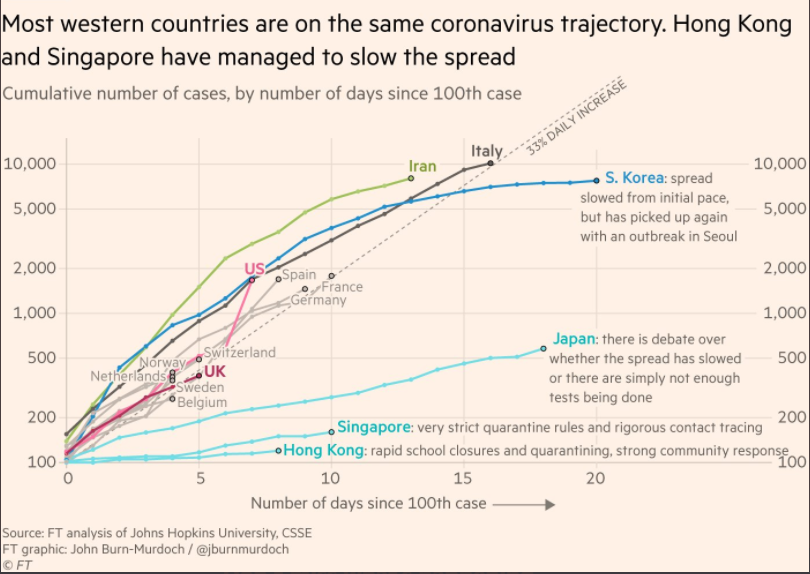 Most western countries are on the same coronavirus trajectory. Hong Kong
and Singapore have managed to slow the spread
Cumulative number of cases, by number of days since 100th case
33% DAILY INCREASE
Italy
10,000
Iran
10,000
S. Korea: spread
slowed from initial pace,
but has picked up again
with an outbreak in Seoul
5,000
5,000
2,000
US
Spain
2,000
France
Germany
1,000
1,000
Japan: there is debate over
whether the spread has slowed
or there are simply not enough
tests being done
500
Switzerland
500
Norway
Netherlands
UK
Sweden
Belgium
200
200
Singapore: very strict quarantine rules and rigorous contact tracing
Hong Kong: rapid school closures and quarantining, strong community response
100
100
0
5
10
15
20
Number of days since 100th case
Source: FT analysis of Johns Hopkins University, CSSE
FT graphic: John Burn-Murdoch / @jburnmurdoch
© FT